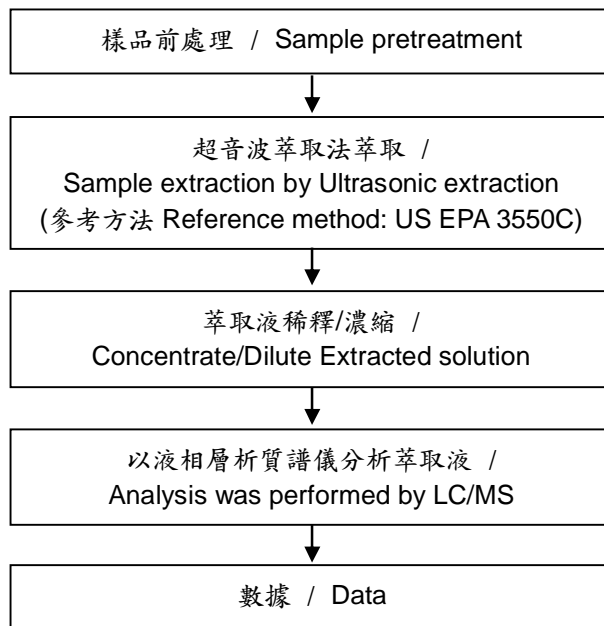 樣品前處理 / Sample pretreatment
超音波萃取法萃取 /
Sample extraction by Ultrasonic extraction
(參考方法 Reference method: US EPA 3550C)
萃取液稀釋/濃縮 /
Concentrate/Dilute Extracted solution
以液相層析質譜儀分析萃取液 /
Analysis was performed by LC/MS
數據 / Data